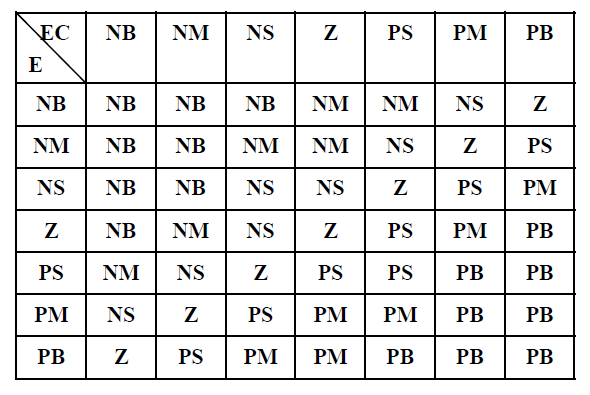 EC NB NM NS Z PS PM PB
E
NB NB NB NB NM NM NS Z
NM NB NB NM NM NS Z PS
NS NB NB NS NS Z PS PM
Z NB NM NS Z PS PM PB
PS NM NS Z PS PS PB PB
PM NS Z PS PM PM PB PB
PB Z PS PM PM PB PB PB